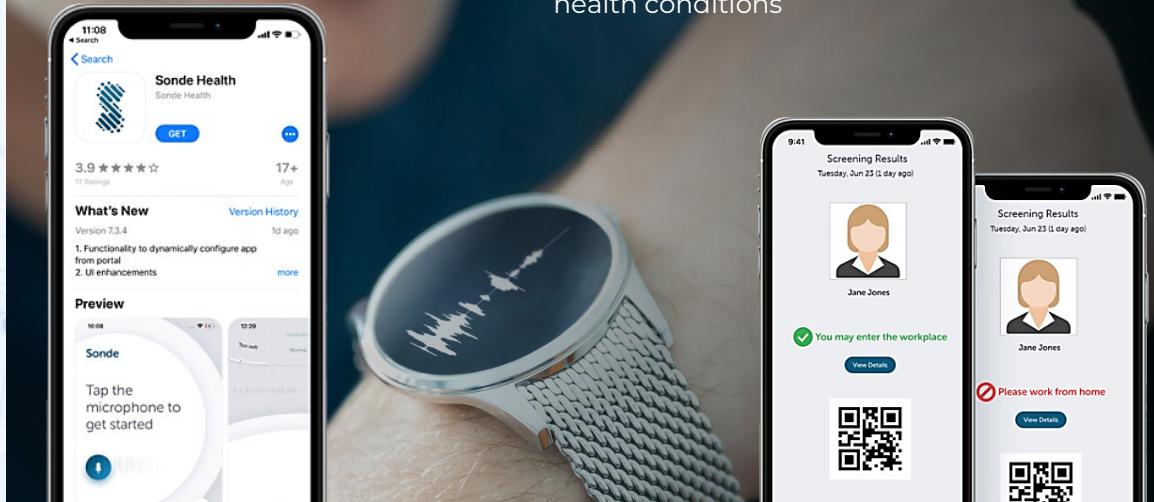 health conditions
11:08
Search
Search
Sonde Health
Sonde Health
GET
3.9
17+
17 Ratings
Age
What's New
Version History
Version 7.3.4
1d ago
1. Functionality to dynamically configure app
from portal
2. UI enhancements
more
Preview
10:08
Sonde
Tap the
microphone to
get started
12:29
9:41
Screening Results
Tuesday, Jun 23 (1 day ago)
Jane Jones
You may enter the workplace
View Details
Screening Results
Tuesday, Jun 23 (1 day ago)
Jane Jones
Please work from home
View Details